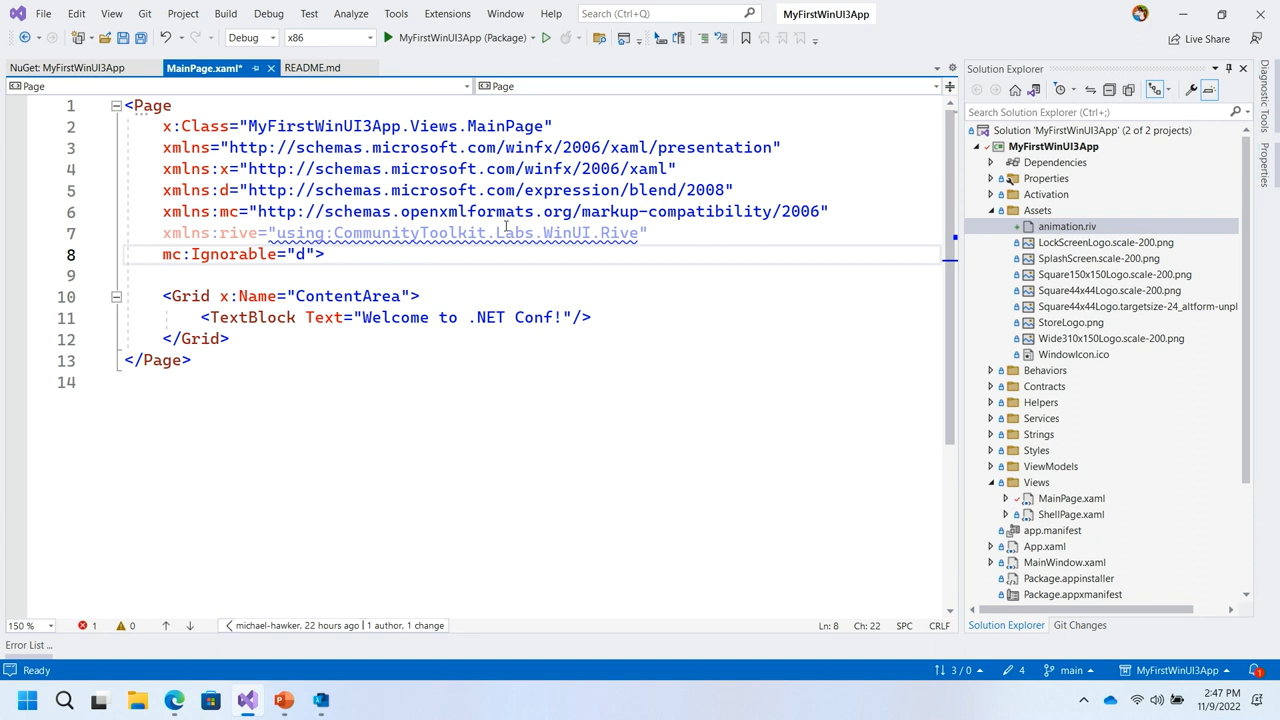 File Edit View Git Project Build Debug Test Analyze Tools Extensions Window Help Search (Ctrl+Q) MyFirstWinUI3App
Debug x86 MyFirstWinUI3App (Package) Live Share
NuGet: MyFirstWinUI3App MainPage.xaml* README.md
Page Page
1 <Page
2 x:Class="MyFirstWinUI3App.Views.MainPage"
3 xmlns="http://schemas.microsoft.com/winfx/2006/xaml/presentation"
4 xmlns:x="http://schemas.microsoft.com/winfx/2006/xaml"
5 xmlns:d="http://schemas.microsoft.com/expression/blend/2008"
6 xmlns:mc="http://schemas.openxmlformats.org/markup-compatibility/2006"
7 xmlns:rive="using:CommunityToolkit.Labs.WinUI.Rive"
8 mc:Ignorable="d">
9
10 <Grid x:Name="ContentArea">
11 <TextBlock Text="Welcome to .NET Conf!"/>
12 </Grid>
13 </Page>
14
150 % 1 0 michael-hawker, 22 hours ago | 1 author, 1 change Ln: 8 Ch: 22 SPC CRLF
Error List ...
Solution Explorer
Search Solution Explorer (Ctrl+;)
Solution 'MyFirstWinUI3App' (2 of 2 projects)
MyFirstWinUI3App
Dependencies
Properties
Activation
Assets
animation.riv
LockScreenLogo.scale-200.png
SplashScreen.scale-200.png
Square150x150Logo.scale-200.png
Square44x44Logo.scale-200.png
Square44x44Logo.targetsize-24_altform-unpl
StoreLogo.png
Wide310x150Logo.scale-200.png
WindowIcon.ico
Behaviors
Contracts
Helpers
Services
Strings
Styles
ViewModels
Views
MainPage.xaml
ShellPage.xaml
app.manifest
App.xaml
MainWindow.xaml
Package.appinstaller
Package.appxmanifest
Solution Explorer Git Changes
Diagnostic Tools
Properties
Ready 3 / 0 4 main MyFirstWinUI3App 1
2:47 PM
11/9/2022